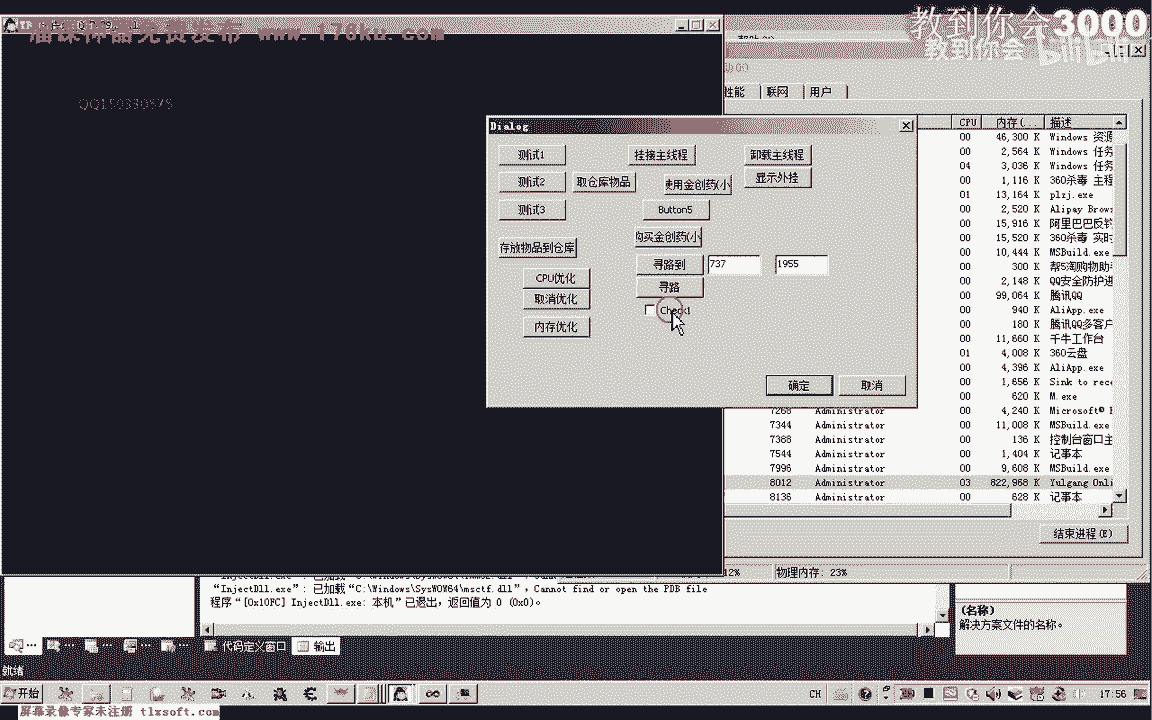 教到你会3000
教到你会 bilibili
www.178ku.com
QQ150330575
性能 联网 用户
CPU 内存(... 描述
00 46,300 K Windows 资源
00 2,564 K Windows 任务
04 3,036 K Windows 任务
00 1,116 K 360杀毒 主程
01 13,164 K plrj.exe
00 2,520 K Alipay Brows
00 15,916 K 阿里巴巴反钓
00 15,520 K 360杀毒 实时
00 10,444 K MSBuild.exe
00 300 K 帮5淘购物助手
00 2,148 K QQ安全防护进
00 99,064 K 腾讯QQ
00 940 K AliApp.exe
00 180 K 腾讯QQ多客户
00 11,660 K 千牛工作台
01 4,008 K 360云盘
00 4,396 K AliApp.exe
00 1,656 K Sink to rece
00 620 K M.exe
7268 Administrator 00 4,240 K Microsoft®
7344 Administrator 00 11,008 K MSBuild.exe
7388 Administrator 00 136 K 控制台窗口主
7544 Administrator 00 1,404 K 记事本
7996 Administrator 00 9,608 K MSBuild.exe
8012 Administrator 03 822,968 K Yulgang Onli
8136 Administrator 00 628 K 记事本
结束进程(E)
12% 物理内存: 23%
Dialog
测试1 挂接主线程 卸载主线程
测试2 取仓库物品 使用金创药(小 显示外挂
测试3 Button5
购买金创药(小
存放物品到仓库
寻路到 737 1955
CPU优化
寻路
取消优化
Check1
内存优化
确定 取消
“InjectDll.exe”: 已加载“C:\Windows\SysWOW64\msctf.dll”, Cannot find or open the PDB file
程序“[0x10FC] InjectDll.exe: 本机”已退出，返回值为 0 (0x0)。
(名称)
解决方案文件的名称。
代码定义窗口 输出
就绪
开始 CH 17:56
屏幕录像专家未注册 tlxsoft.com